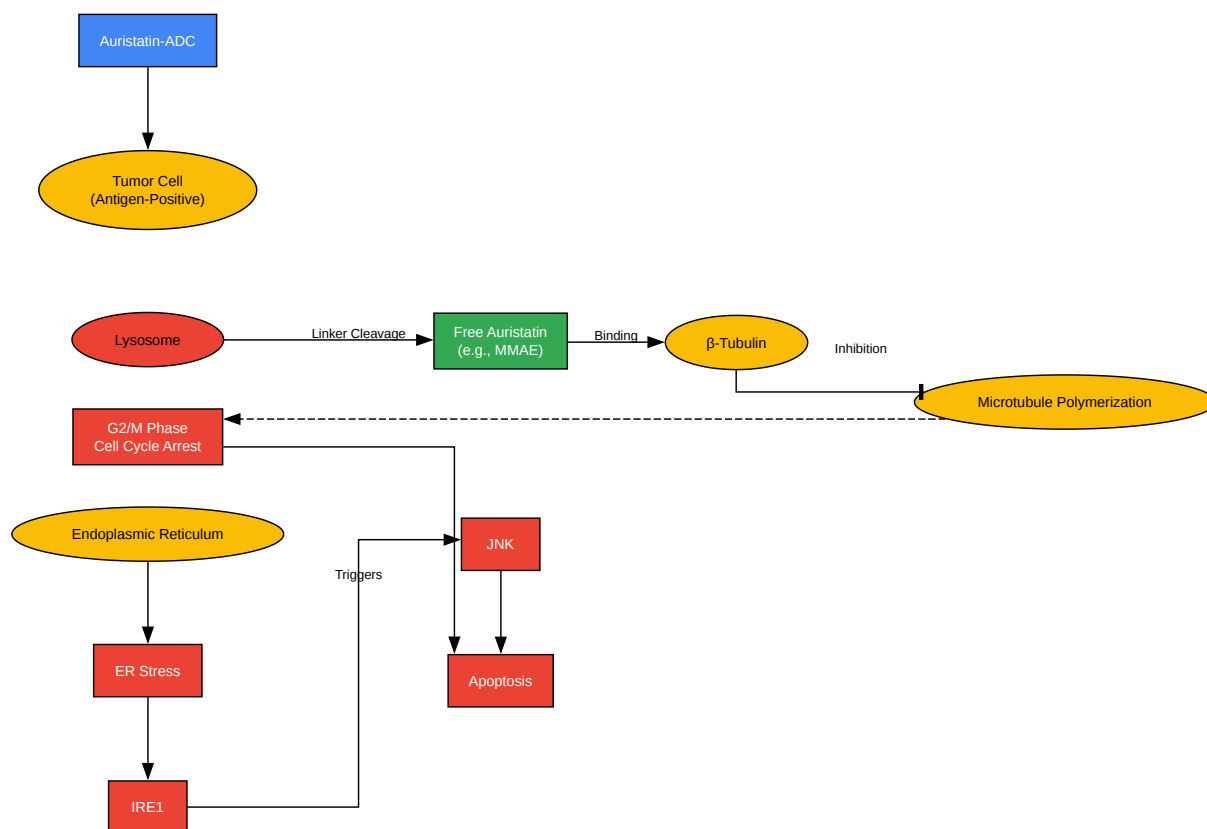 Auristatin-ADC
Tumor Cell
(Antigen-Positive)
Lysosome
Linker Cleavage
Free Auristatin
(e.g., MMAE)
Binding
β-Tubulin
Inhibition
Microtubule Polymerization
G2/M Phase
Cell Cycle Arrest
Endoplasmic Reticulum
JNK
Triggers
ER Stress
Apoptosis
IRE1